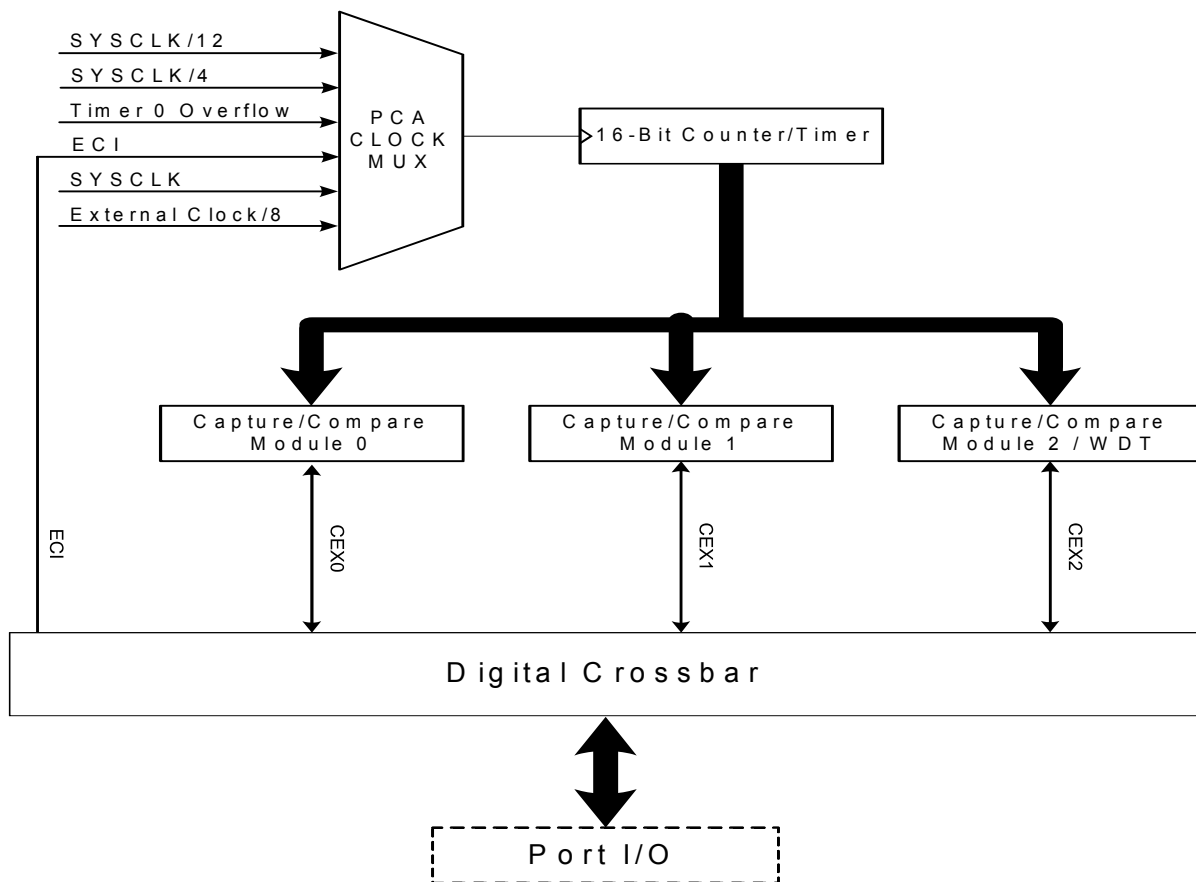 SYSCLK/12
SYSCLK/4
Timer 0 Overflow
ECI
SYSCLK
External Clock/8
PCA
CLOCK
MUX
16-Bit Counter/Timer
Capture/Compare
Module 0
Capture/Compare
Module 1
Capture/Compare
Module 2 / WDT
ECI
CEX0
CEX1
CEX2
Digital Crossbar
Port I/O